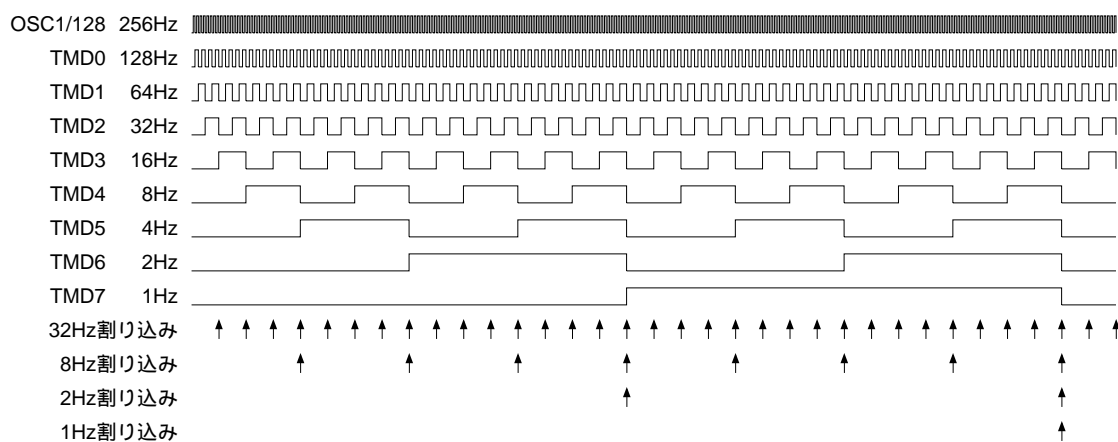 OSC1/128 256Hz
TMD0 128Hz
TMD1 64Hz
TMD2 32Hz
TMD3 16Hz
TMD4 8Hz
TMD5 4Hz
TMD6 2Hz
TMD7 1Hz
32Hz割り込み
8Hz割り込み
2Hz割り込み
1Hz割り込み